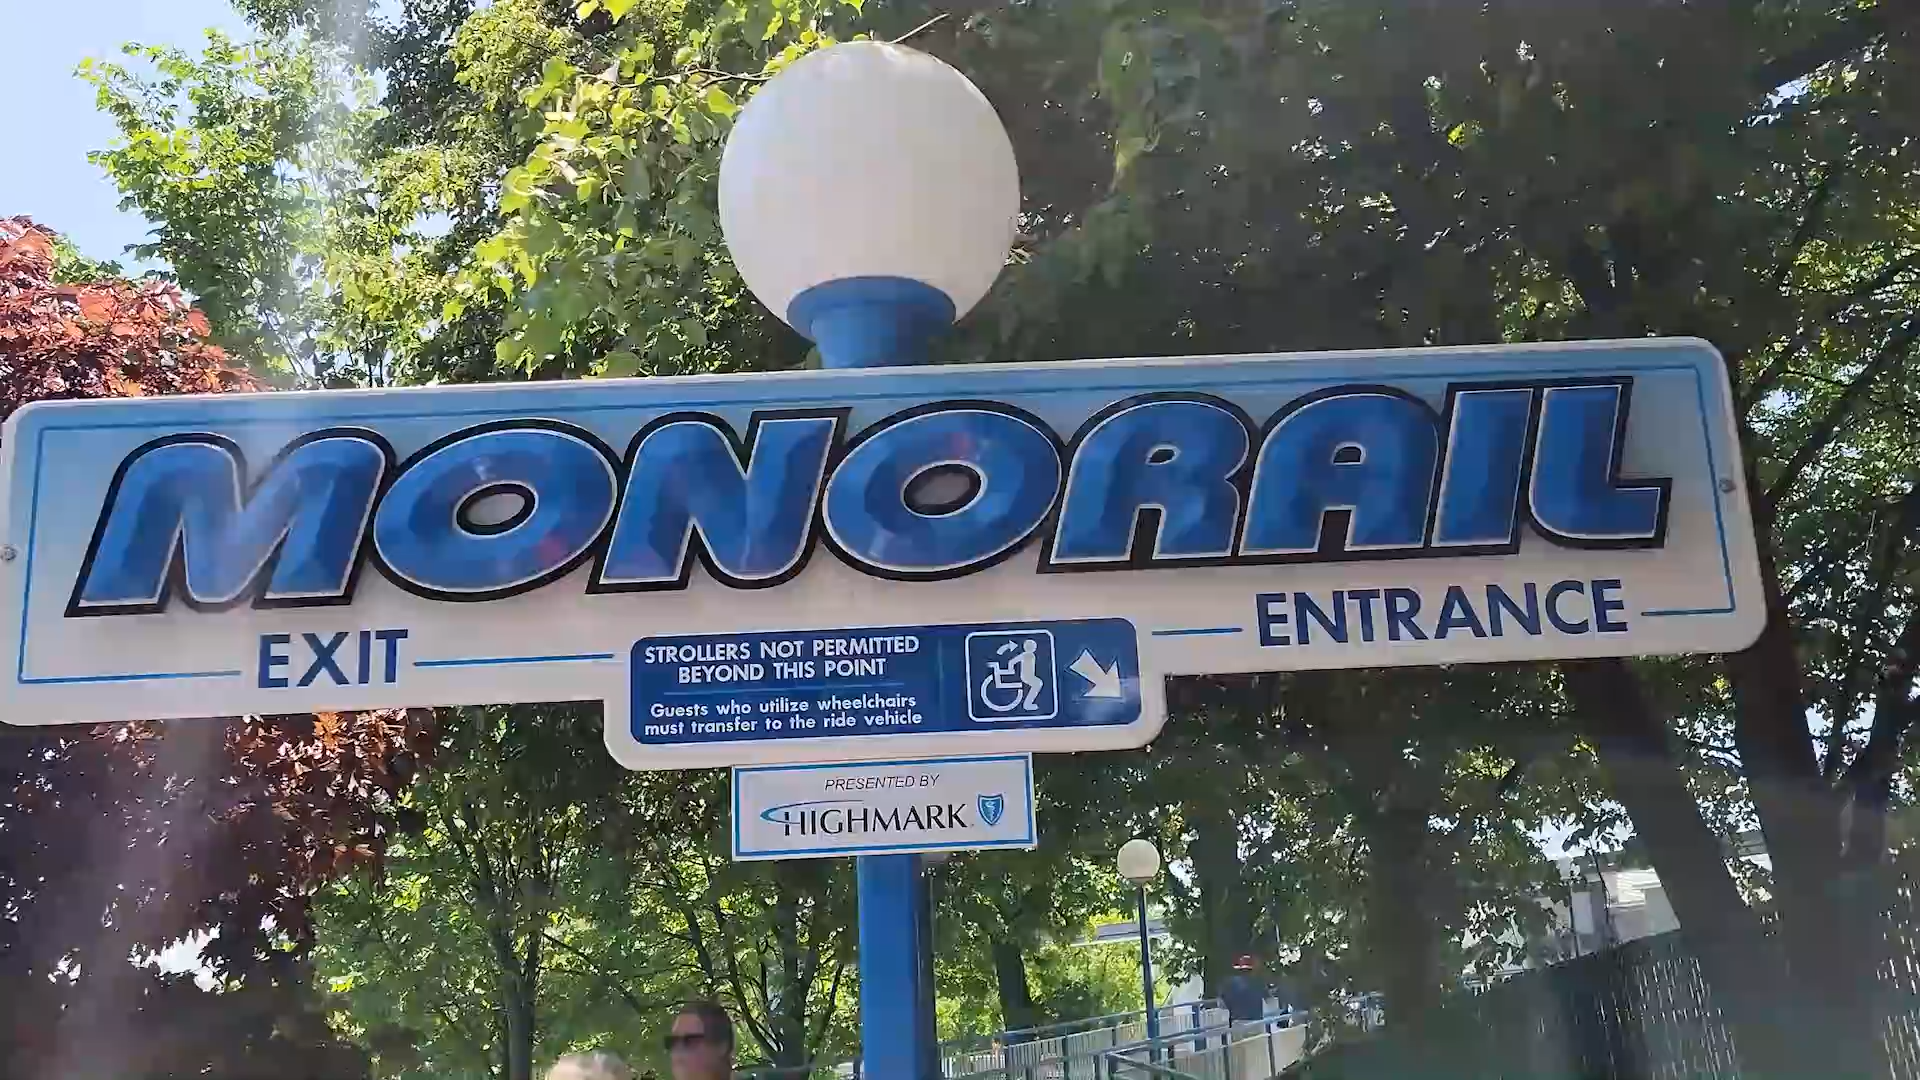 MONORAIL
EXIT
ENTRANCE
STROLLERS NOT PERMITTED
BEYOND THIS POINT
Guests who utilize wheelchairs
must transfer to the ride vehicle
PRESENTED BY
HIGHMARK